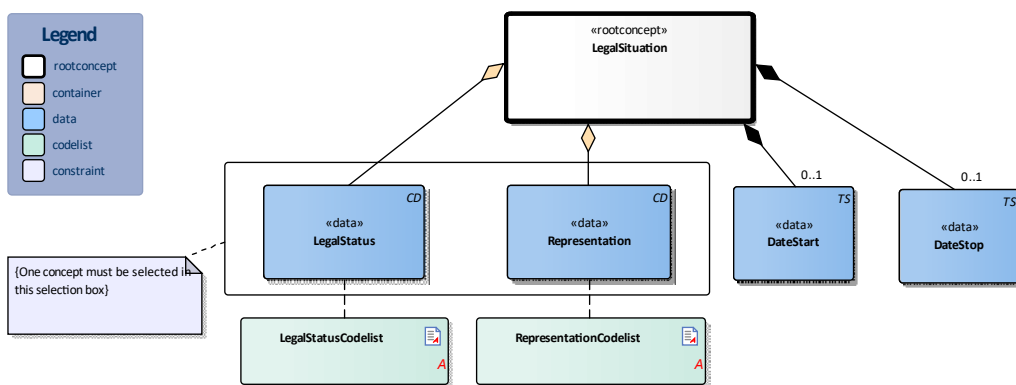 Legend
rootconcept
container
data
codelist
constraint
«rootconcept»
LegalSituation
0..1
0..1
CD
«data»
LegalStatus
CD
«data»
Representation
TS
«data»
DateStart
TS
«data»
DateStop
{One concept must be selected in
this selection box}
LegalStatusCodelist
A
RepresentationCodelist
A